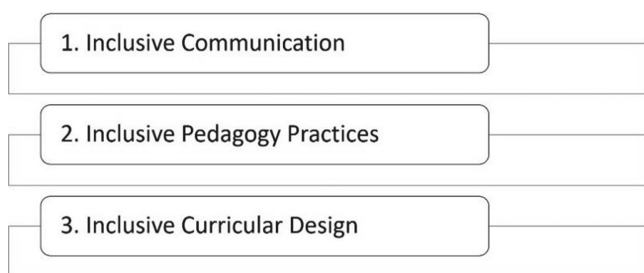 1. Inclusive Communication
2. Inclusive Pedagogy Practices
3. Inclusive Curricular Design